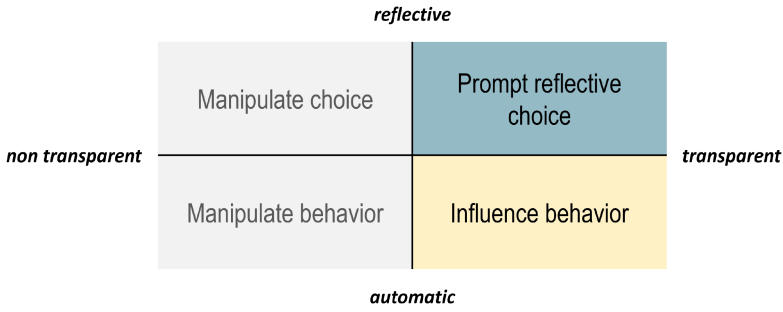 reflective
Manipulate choice
Prompt reflective
choice
non transparent
transparent
Manipulate behavior
Influence behavior
automatic